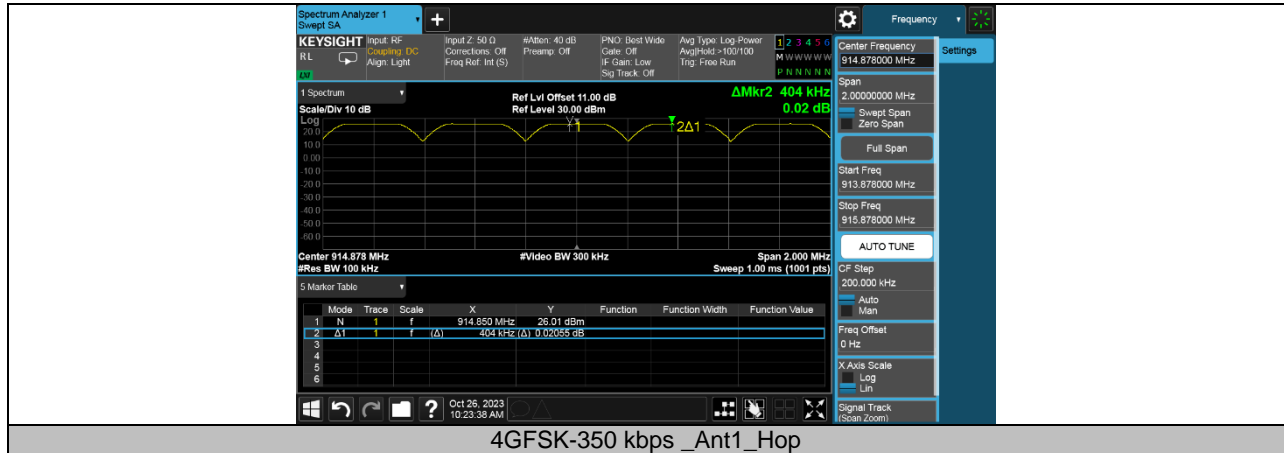 Spectrum Analyzer 1
Swept SA
+
Frequency
KEYSIGHT
RL
LXI
Input: RF
Coupling: DC
Align: Light
Input Z: 50 Ω
Corrections: Off
Freq Ref: Int (S)
#Atten: 40 dB
Preamp: Off
PNO: Best Wide
Gate: Off
IF Gain: Low
Sig Track: Off
Avg Type: Log-Power
Avg|Hold:>100/100
Trig: Free Run
1 2 3 4 5 6
M W W W W W
P N N N N N
Center Frequency
914.878000 MHz
Settings
Span
2.00000000 MHz
Swept Span
Zero Span
Full Span
Start Freq
913.878000 MHz
Stop Freq
915.878000 MHz
AUTO TUNE
CF Step
200.000 kHz
Auto
Man
Freq Offset
0 Hz
X Axis Scale
Log
Lin
Signal Track
(Span Zoom)
1 Spectrum
Scale/Div 10 dB
Ref Lvl Offset 11.00 dB
Ref Level 30.00 dBm
ΔMkr2 404 kHz
0.02 dB
Log
20.0
10.0
0.00
-10.0
-20.0
-30.0
-40.0
-50.0
-60.0
1
2Δ1
Center 914.878 MHz
#Video BW 300 kHz
Span 2.000 MHz
#Res BW 100 kHz
Sweep 1.00 ms (1001 pts)
5 Marker Table
Mode Trace Scale X Y Function Function Width Function Value
1 N 1 f 914.850 MHz 26.01 dBm
2 Δ1 1 f (Δ) 404 kHz (Δ) 0.02055 dB
3
4
5
6
?
Oct 26, 2023
10:23:38 AM
4GFSK-350 kbps _Ant1_Hop